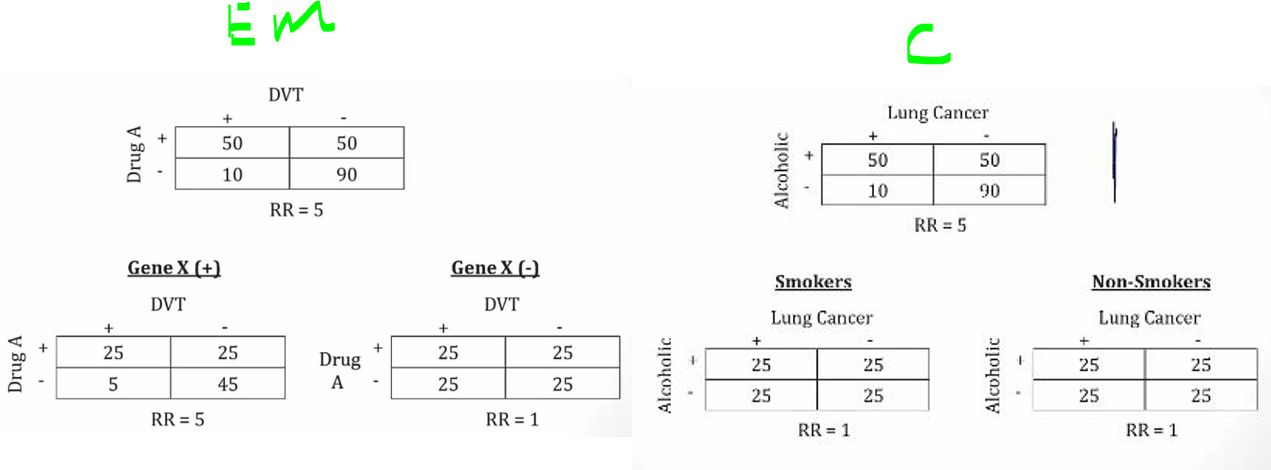 Em
DVT
+ -
Drug A + 50 50
- 10 90
RR = 5
Gene X (+)
DVT
+ -
Drug A + 25 25
- 5 45
RR = 5
Gene X (-)
DVT
+ -
Drug A + 25 25
- 25 25
RR = 1
C
Lung Cancer
+ -
Alcoholic + 50 50
- 10 90
RR = 5
Smokers
Lung Cancer
+ -
Alcoholic + 25 25
- 25 25
RR = 1
Non-Smokers
Lung Cancer
+ -
Alcoholic + 25 25
- 25 25
RR = 1